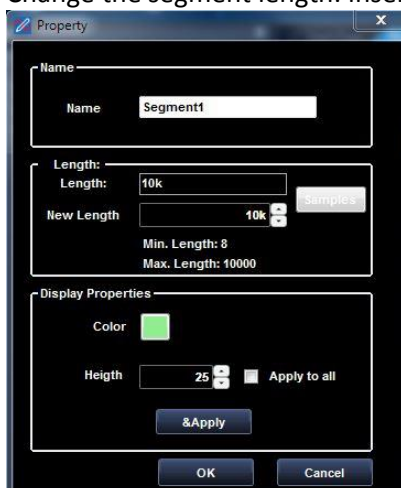 Change the segment length. Inser
Property
x
Name
Name Segment1
Length:
Length: 10k
Samples
New Length 10k
Min. Length: 8
Max. Length: 10000
Display Properties
Color
Heigth 25 Apply to all
&Apply
OK Cancel